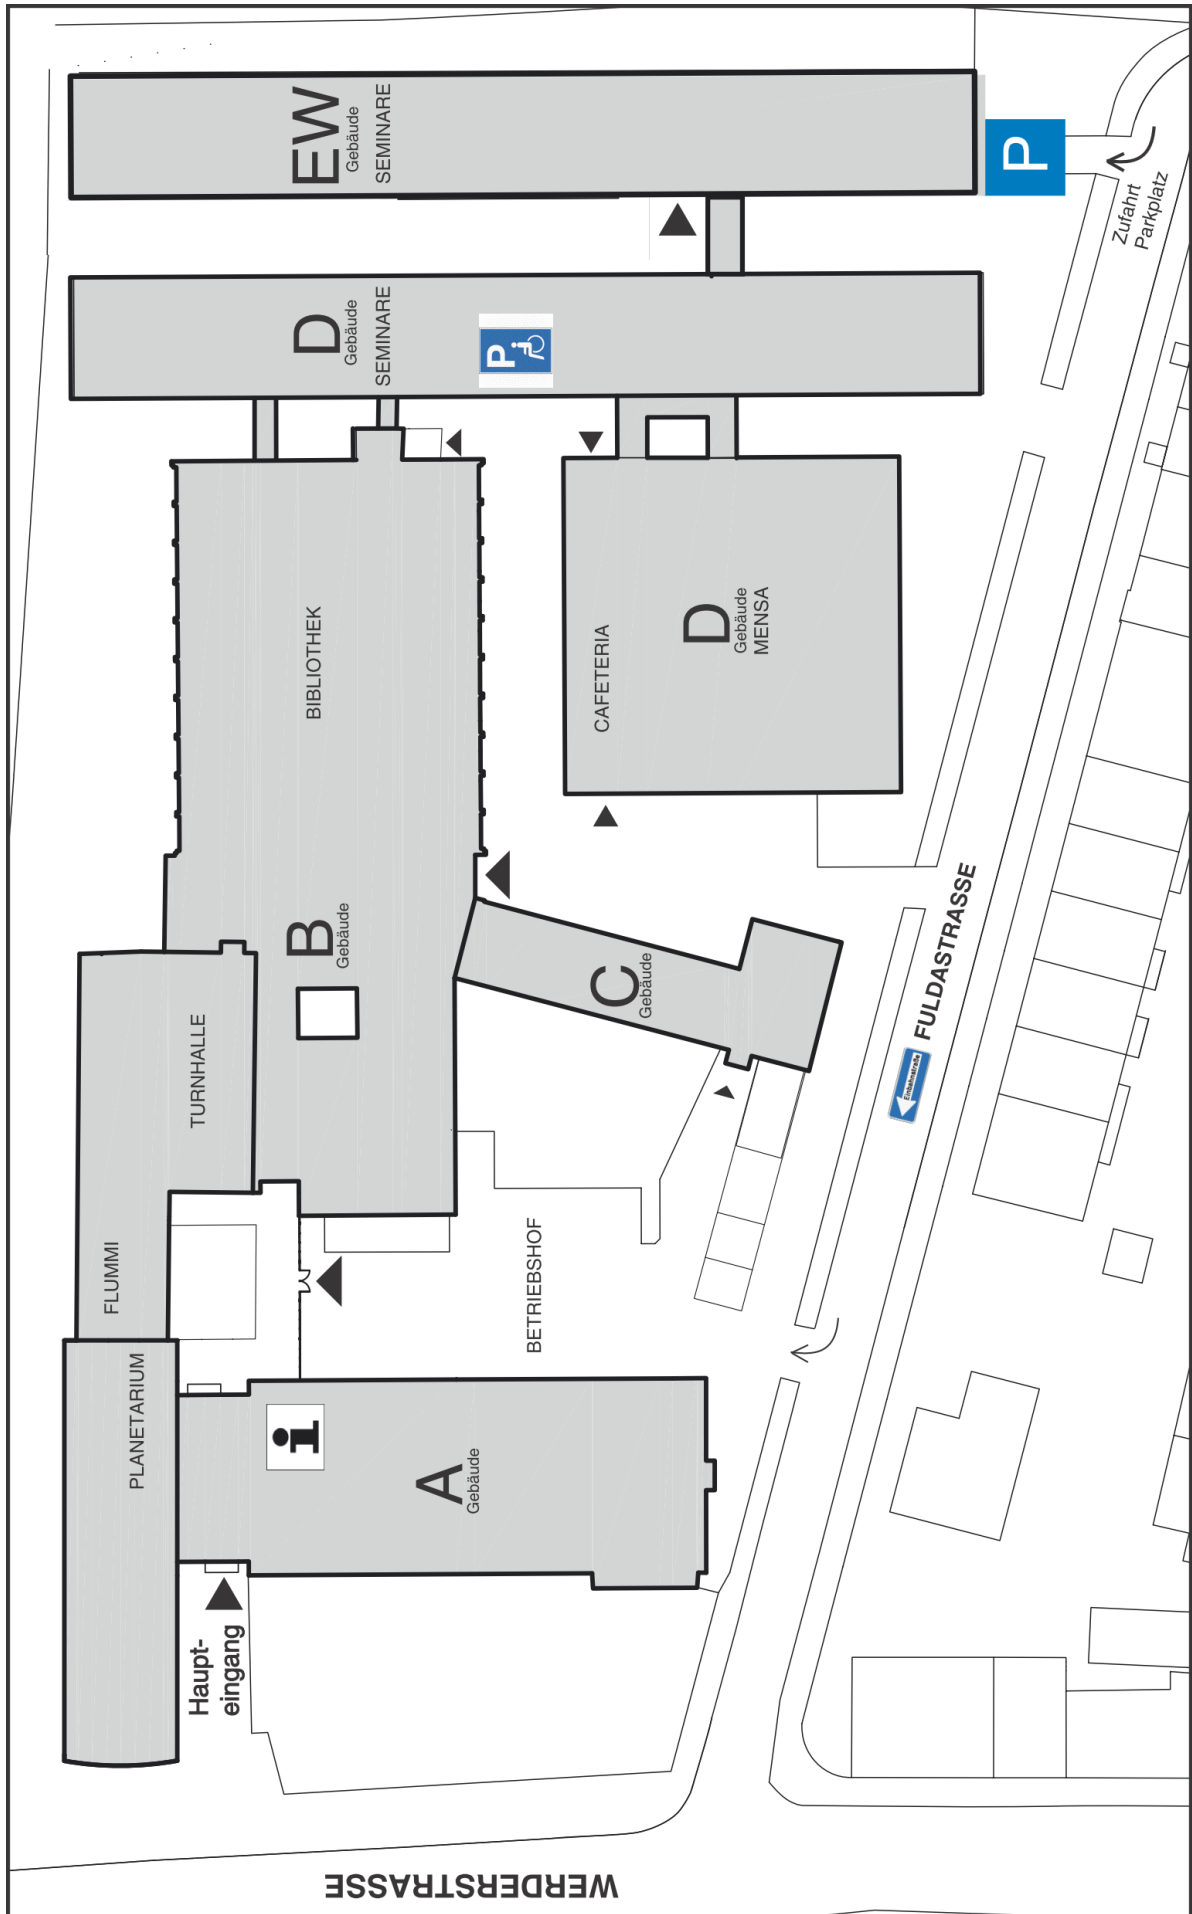 EW
Gebäude
SEMINARE
P
Zufahrt
Parkplatz
D
Gebäude
SEMINARE
P
BIBLIOTHEK
CAFETERIA
D
Gebäude
MENSA
B
Gebäude
C
Gebäude
TURNHALLE
FLUMMI
PLANETARIUM
BETRIEBSHOF
i
A
Gebäude
Haupt-
eingang
Einbahnstraße
FULDASTRASSE
WERDERSTRASSE